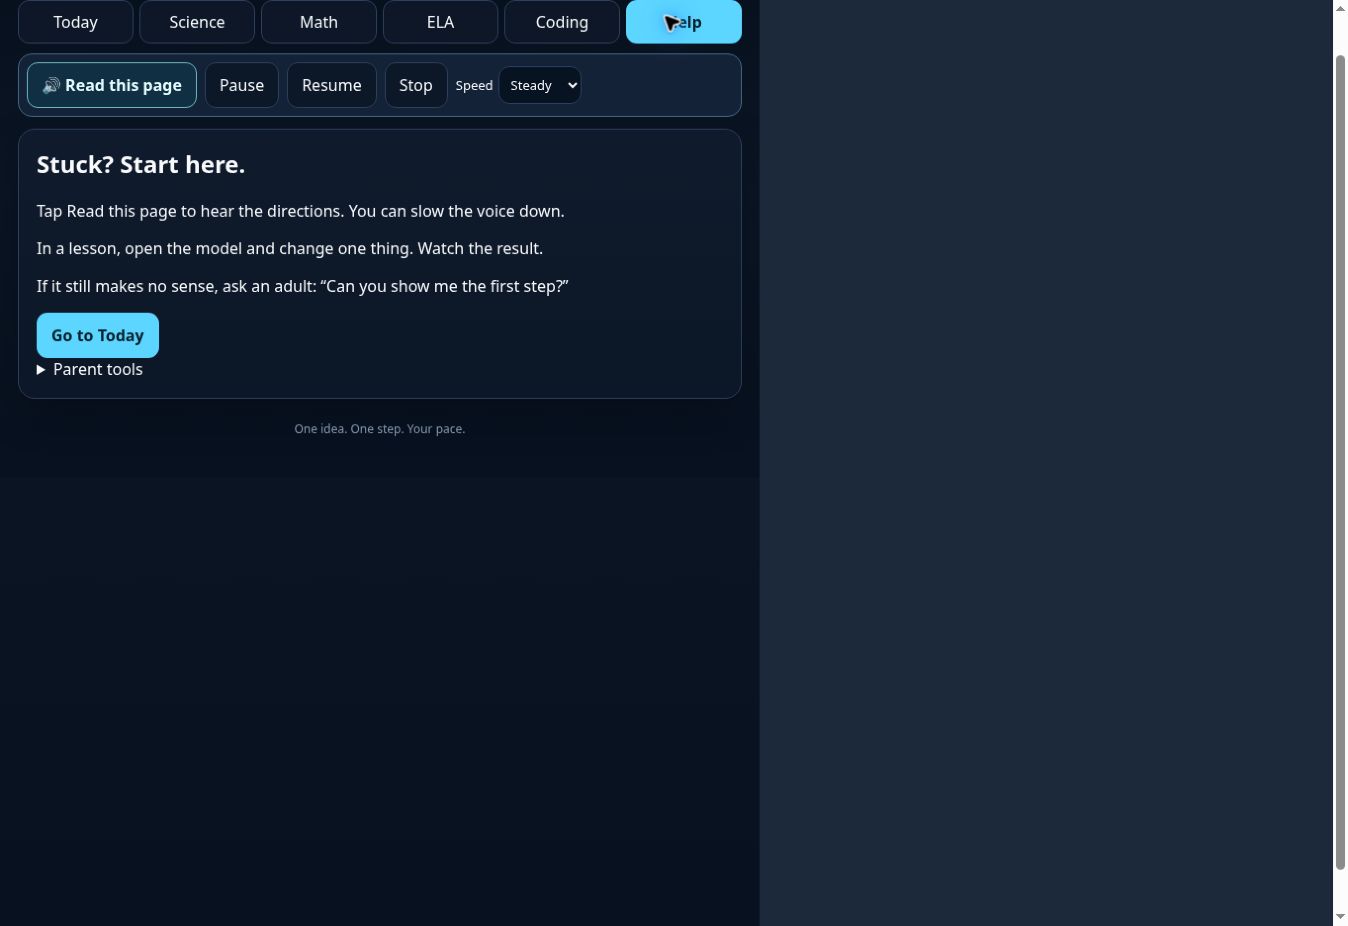 Today
Science
Math
ELA
Coding
elp
🔊 Read this page
Pause
Resume
Stop
Speed
Steady
Stuck? Start here.
Tap Read this page to hear the directions. You can slow the voice down.
In a lesson, open the model and change one thing. Watch the result.
If it still makes no sense, ask an adult: “Can you show me the first step?”
Go to Today
Parent tools
One idea. One step. Your pace.